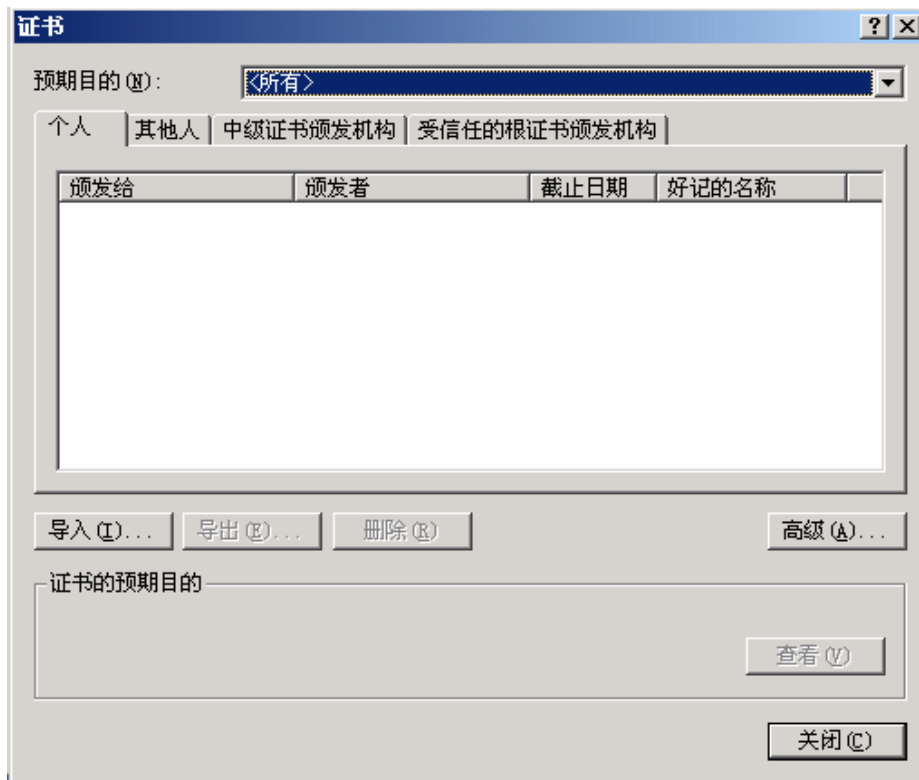 证书
预期目的(N): <所有>
个人 其他人 中级证书颁发机构 受信任的根证书颁发机构
颁发给 颁发者 截止日期 好记的名称
导入(I)... 导出(E)... 删除(R) 高级(A)...
证书的预期目的
查看(V)
关闭(C)